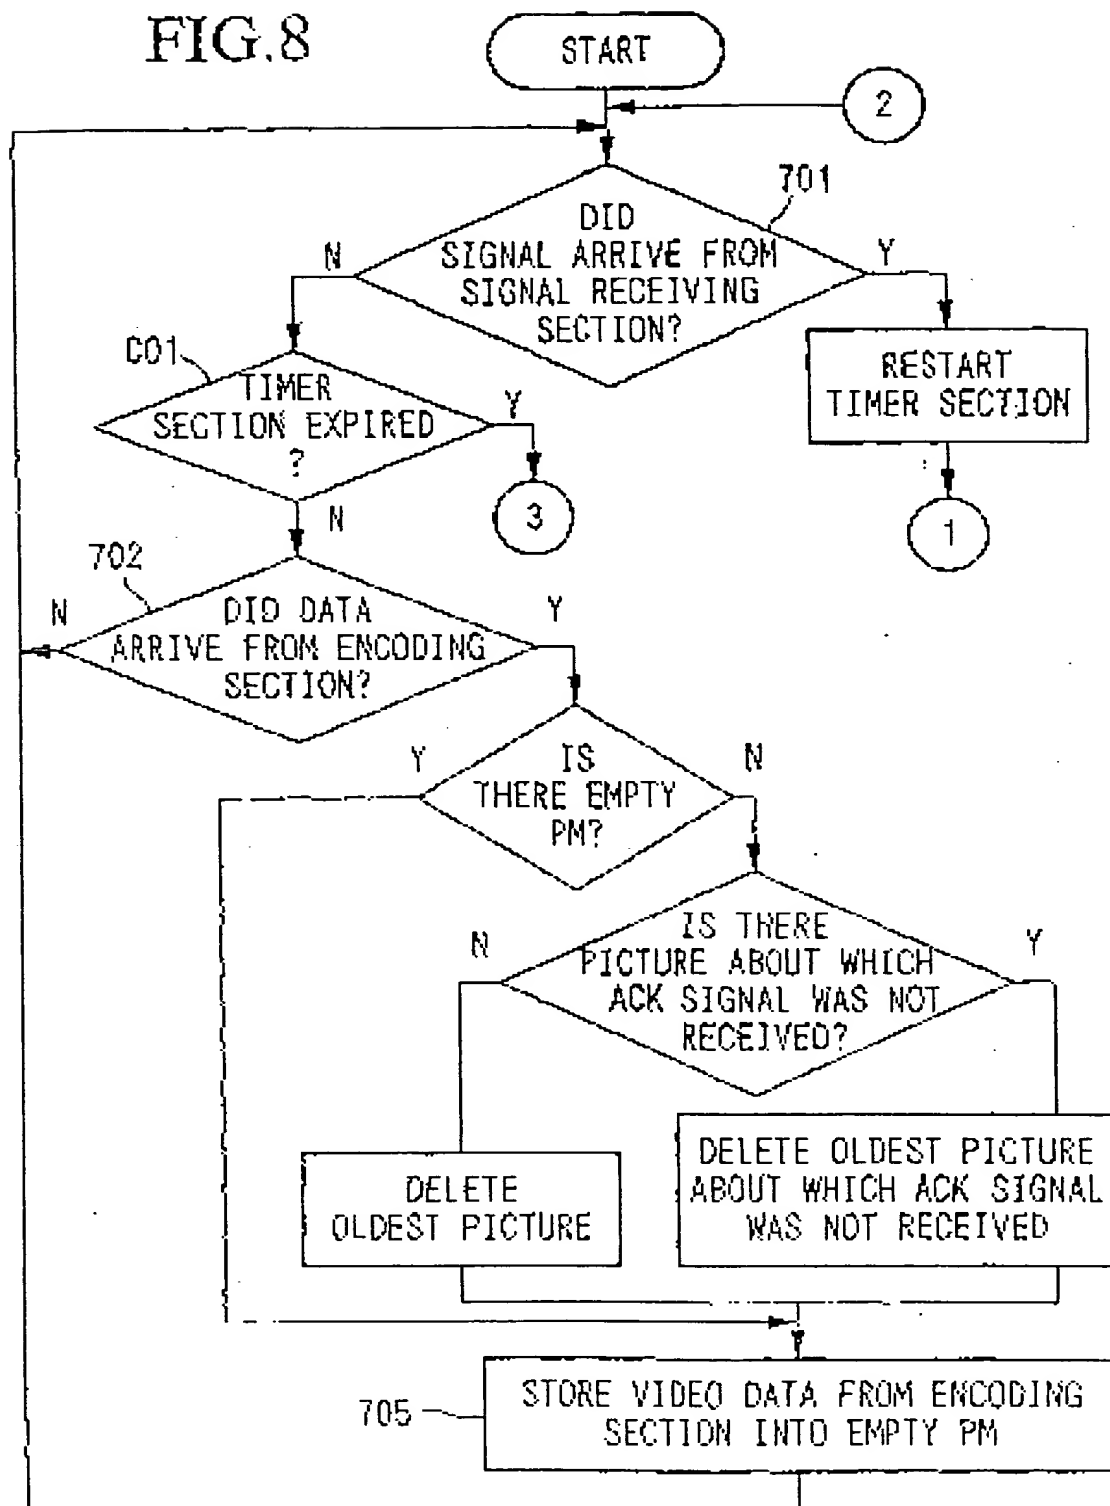 FIG.8
START
2
701
DID
SIGNAL ARRIVE FROM
SIGNAL RECEIVING
SECTION?
N
Y
RESTART
TIMER SECTION
1
C01
TIMER
SECTION EXPIRED
?
Y
3
N
702
DID DATA
ARRIVE FROM ENCODING
SECTION?
N
Y
IS
THERE EMPTY
PM?
Y
N
IS THERE
PICTURE ABOUT WHICH
ACK SIGNAL WAS NOT
RECEIVED?
N
Y
DELETE
OLDEST PICTURE
DELETE OLDEST PICTURE
ABOUT WHICH ACK SIGNAL
WAS NOT RECEIVED
705
STORE VIDEO DATA FROM ENCODING
SECTION INTO EMPTY PM